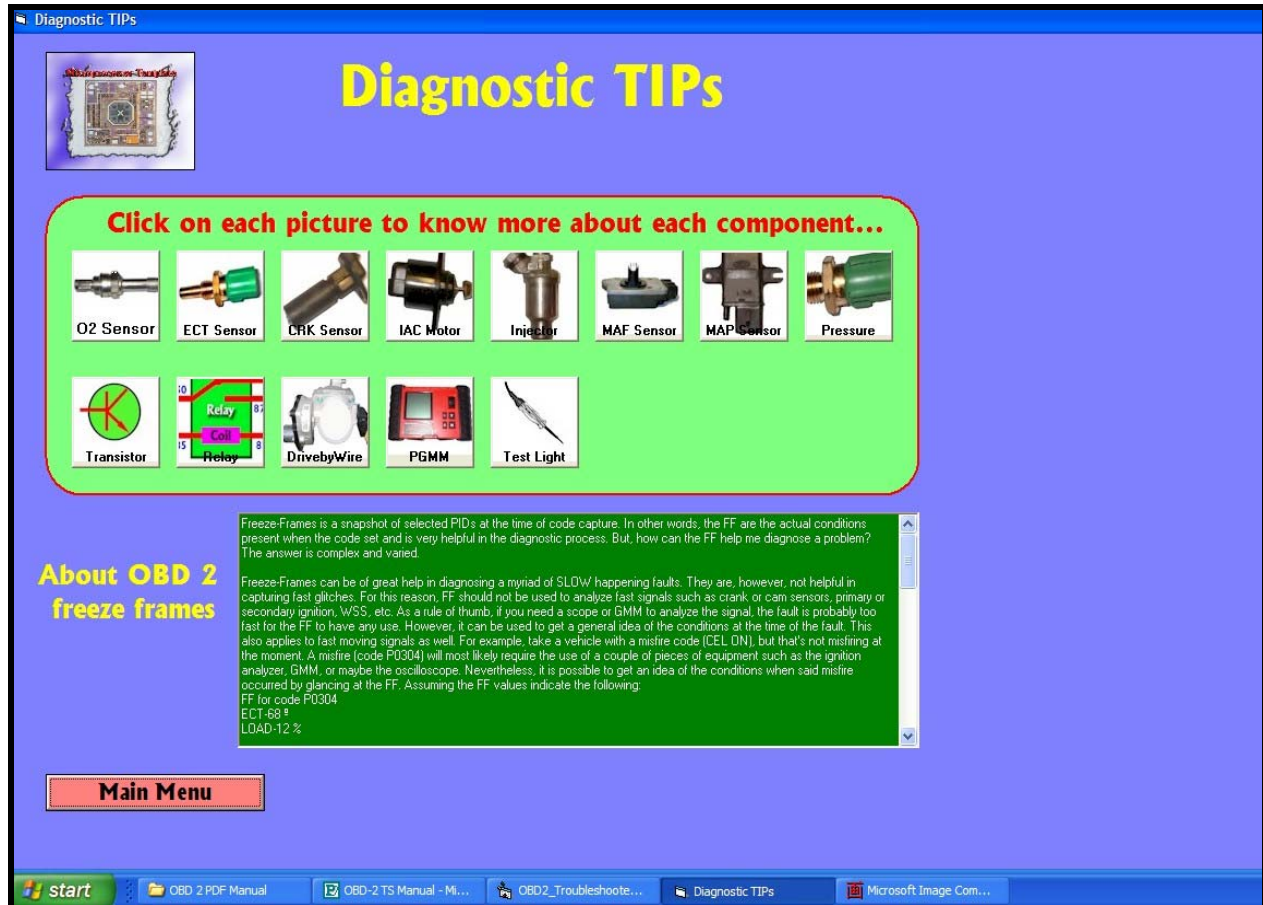 Diagnostic TIPs
Diagnostic TIPs
Click on each picture to know more about each component...
O2 Sensor ECT Sensor CRK Sensor IAC Motor Injector MAF Sensor MAP Sensor Pressure
Relay
Coil
Transistor Relay DrivebyWire PGMM Test Light
About OBD 2
freeze frames
Freeze-Frames is a snapshot of selected PIDs at the time of code capture. In other words, the FF are the actual conditions
present when the code set and is very helpful in the diagnostic process. But, how can the FF help me diagnose a problem?
The answer is complex and varied.
Freeze-Frames can be of great help in diagnosing a myriad of SLOW happening faults. They are, however, not helpful in
capturing fast glitches. For this reason, FF should not be used to analyze fast signals such as crank or cam sensors, primary or
secondary ignition, WSS, etc. As a rule of thumb, if you need a scope or GMM to analyze the signal, the fault is probably too
fast for the FF to have any use. However, it can be used to get a general idea of the conditions at the time of the fault. This
also applies to fast moving signals as well. For example, take a vehicle with a misfire code (CEL ON), but that's not misfiring at
the moment. A misfire (code P0304) will most likely require the use of a couple of pieces of equipment such as the ignition
analyzer, GMM, or maybe the oscilloscope. Nevertheless, it is possible to get an idea of the conditions when said misfire
occurred by glancing at the FF. Assuming the FF values indicate the following:
FF for code P0304
ECT-68 º
LOAD-12 %
Main Menu
start OBD 2 PDF Manual OBD-2 TS Manual - Mi... OBD2_Troubleshoote... Diagnostic TIPs Microsoft Image Com...